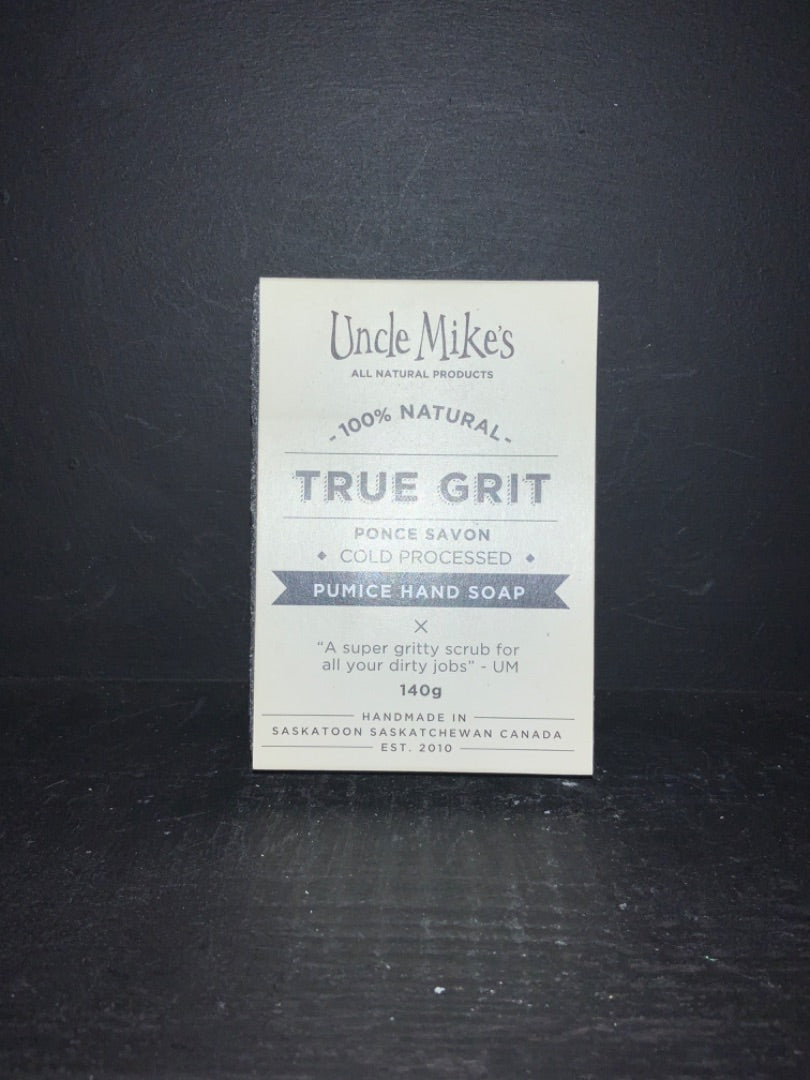 Uncle Mike's
ALL NATURAL PRODUCTS
- 100% NATURAL -
TRUE GRIT
PONCE SAVON
COLD PROCESSED
PUMICE HAND SOAP
"A super gritty scrub for
all your dirty jobs" - UM
140g
HANDMADE IN
SASKATOON SASKATCHEWAN CANADA
EST. 2010